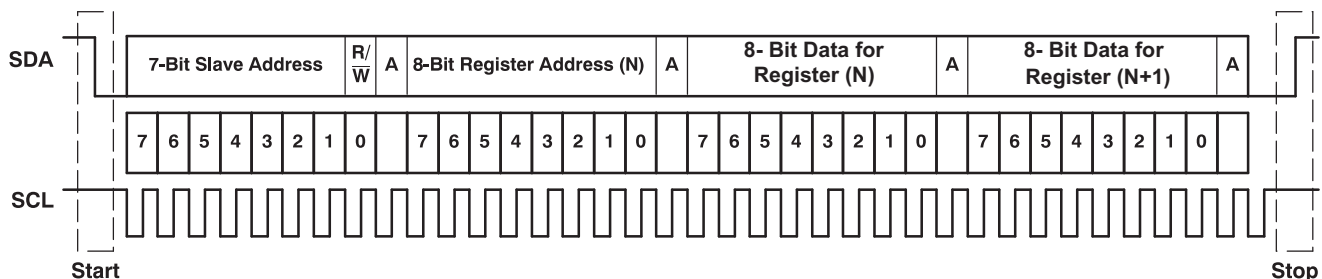 SDA
7-Bit Slave Address
R/
W
A
8-Bit Register Address (N)
A
8- Bit Data for
Register (N)
A
8- Bit Data for
Register (N+1)
A
7 6 5 4 3 2 1 0 7 6 5 4 3 2 1 0 7 6 5 4 3 2 1 0 7 6 5 4 3 2 1 0
SCL
Start
Stop